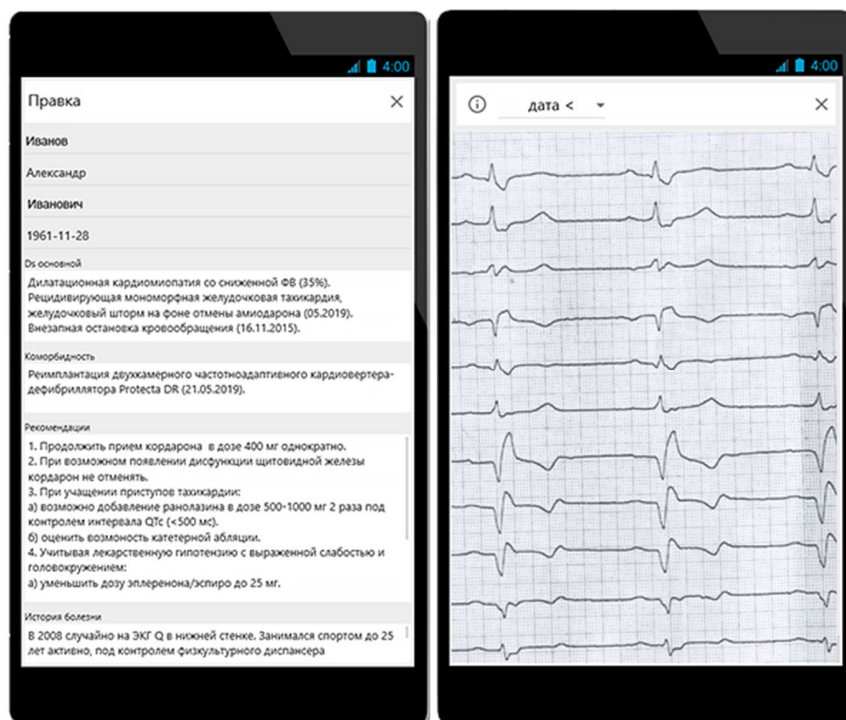 4:00
Правка
Иванов
Александр
Иванович
1961-11-28
Ds основной
Дилатационная кардиомиопатия со сниженной ФВ (35%).
Рецидивирующая мономорфная желудочковая тахикардия,
желудочковый шторм на фоне отмены амиодарона (05.2019).
Внезапная остановка кровообращения (16.11.2015).
Коморбидность
Реимплантация двухкамерного частотноадаптивного кардиовертера-
дефибриллятора Protecta DR (21.05.2019).
Рекомендации
1. Продолжить прием кордарона в дозе 400 мг однократно.
2. При возможном появлении дисфункции щитовидной железы
кордарон не отменять.
3. При учащении приступов тахикардии:
а) возможно добавление ранолазина в дозе 500-1000 мг 2 раза под
контролем интервала QTc (<500 мс).
б) оценить возмоность катетерной абляции.
4. Учитывая лекарственную гипотензию с выраженной слабостью и
головокружением:
а) уменьшить дозу эплеренона/эспиро до 25 мг.
История болезни
В 2008 случайно на ЭКГ Q в нижней стенке. Занимался спортом до 25
лет активно, под контролем физкультурного диспансера
4:00
дата <